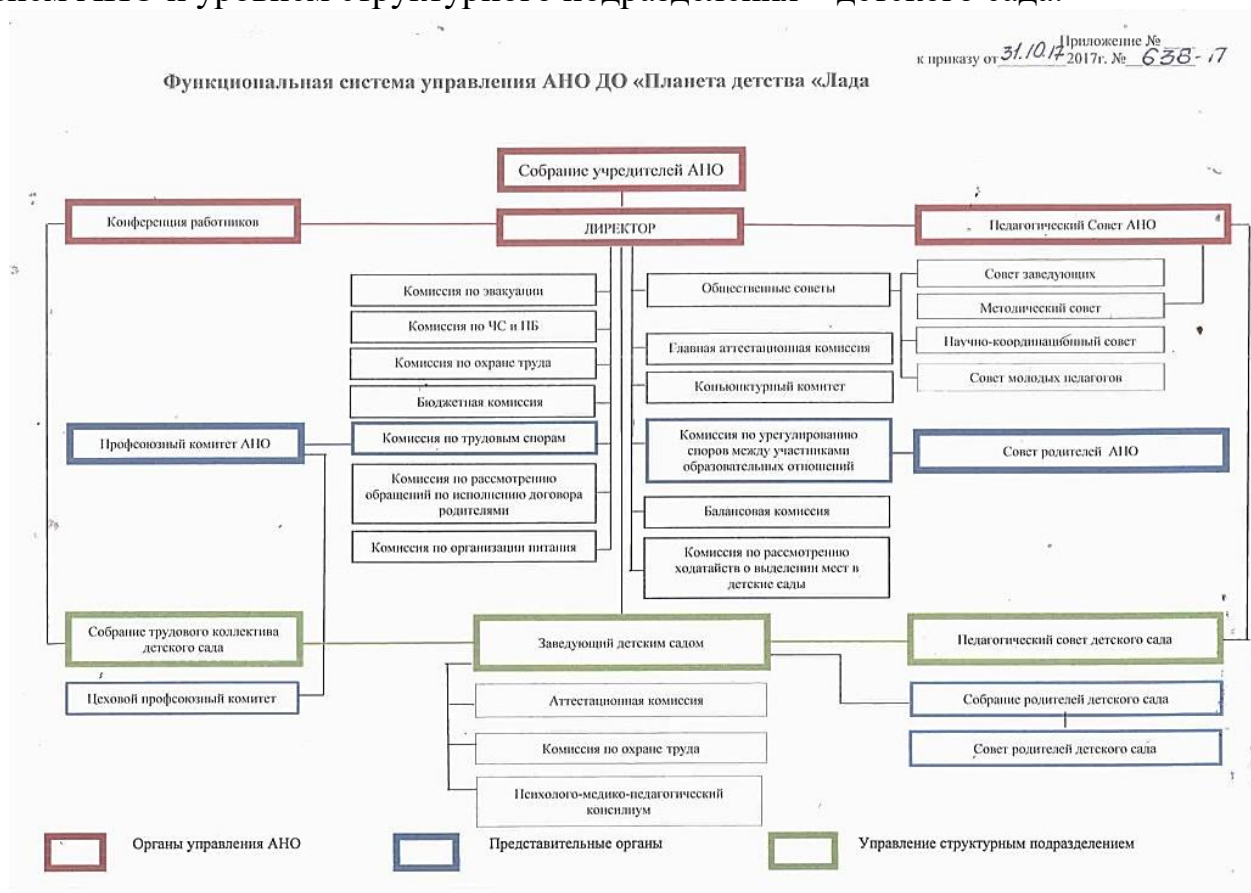 Приложение №
к приказу от 31.10.17 2017г. № 638-П
Функциональная система управления АНО ДО «Планета детства «Лада
Собрание учредителей АНО
Конференция работников
ДИРЕКТОР
Педагогический Совет АНО
Комиссия по эвакуации
Общественные советы
Совет заведующих
Методический совет
Комиссия по ЧС и ПБ
Главная аттестационная комиссия
Научно-координационный совет
Комиссия по охране труда
Коньюнктурный комитет
Совет молодых педагогов
Бюджетная комиссия
Профсоюзный комитет АНО
Комиссия по трудовым спорам
Комиссия по урегулированию
споров между участниками
образовательных отношений
Совет родителей АНО
Комиссия по рассмотрению
обращений по исполнению договора
родителями
Балансовая комиссия
Комиссия по организации питания
Комиссия по рассмотрению
ходатайств о выделении мест в
детские сады
Собрание трудового коллектива
детского сада
Заведующий детским садом
Педагогический совет детского сада
Цеховой профсоюзный комитет
Аттестационная комиссия
Собрание родителей детского сада
Комиссия по охране труда
Совет родителей детского сада
Психолого-медико-педагогический
консилиум
Органы управления АНО
Представительные органы
Управление структурным подразделением